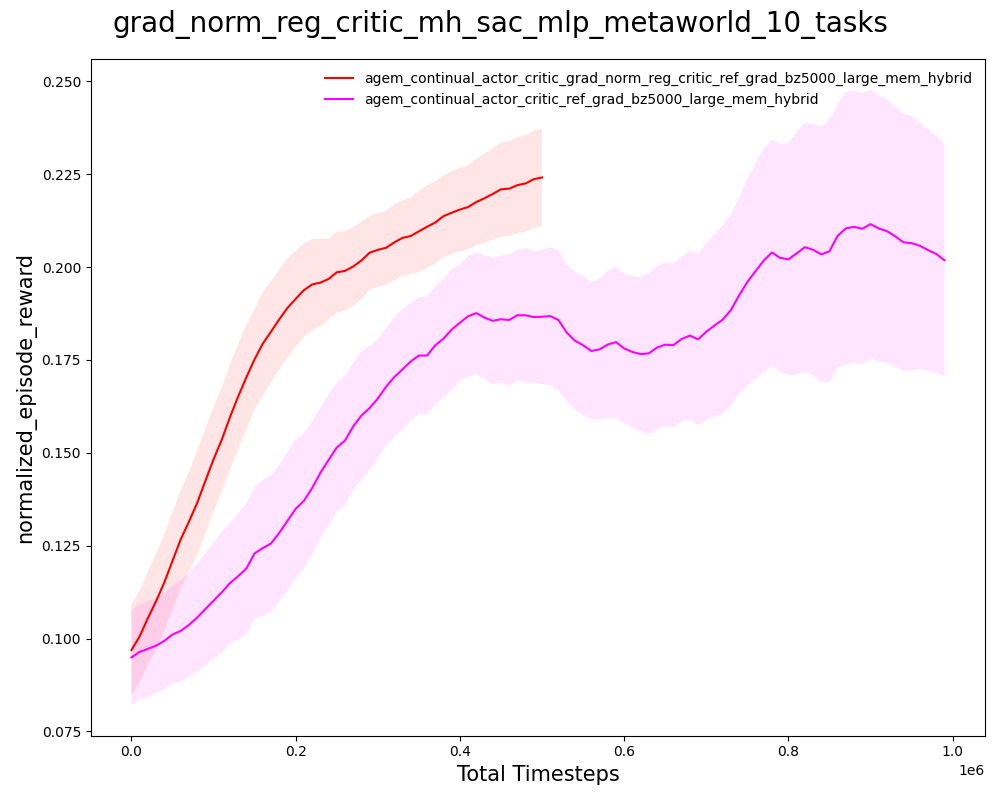 grad_norm_reg_critic_mh_sac_mlp_metaworld_10_tasks
agem_continual_actor_critic_grad_norm_reg_critic_ref_grad_bz5000_large_mem_hybrid
agem_continual_actor_critic_ref_grad_bz5000_large_mem_hybrid
normalized_episode_reward
0.250
0.225
0.200
0.175
0.150
0.125
0.100
0.075
0.0 0.2 0.4 0.6 0.8 1.0
1e6
Total Timesteps